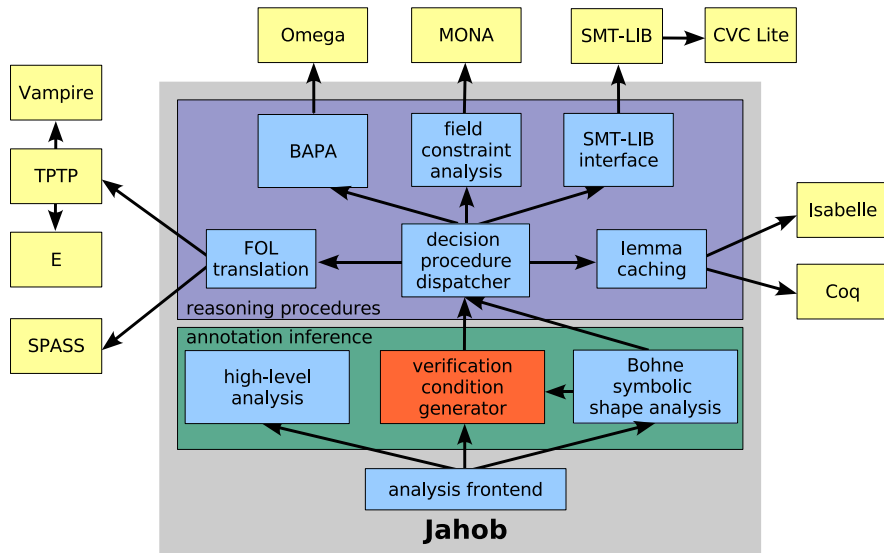 Omega
MONA
SMT-LIB
CVC Lite
Vampire
BAPA
field
constraint
analysis
SMT-LIB
interface
TPTP
Isabelle
E
FOL
translation
decision
procedure
dispatcher
lemma
caching
Coq
reasoning procedures
SPASS
annotation inference
high-level
analysis
verification
condition
generator
Bohne
symbolic
shape analysis
analysis frontend
Jahob